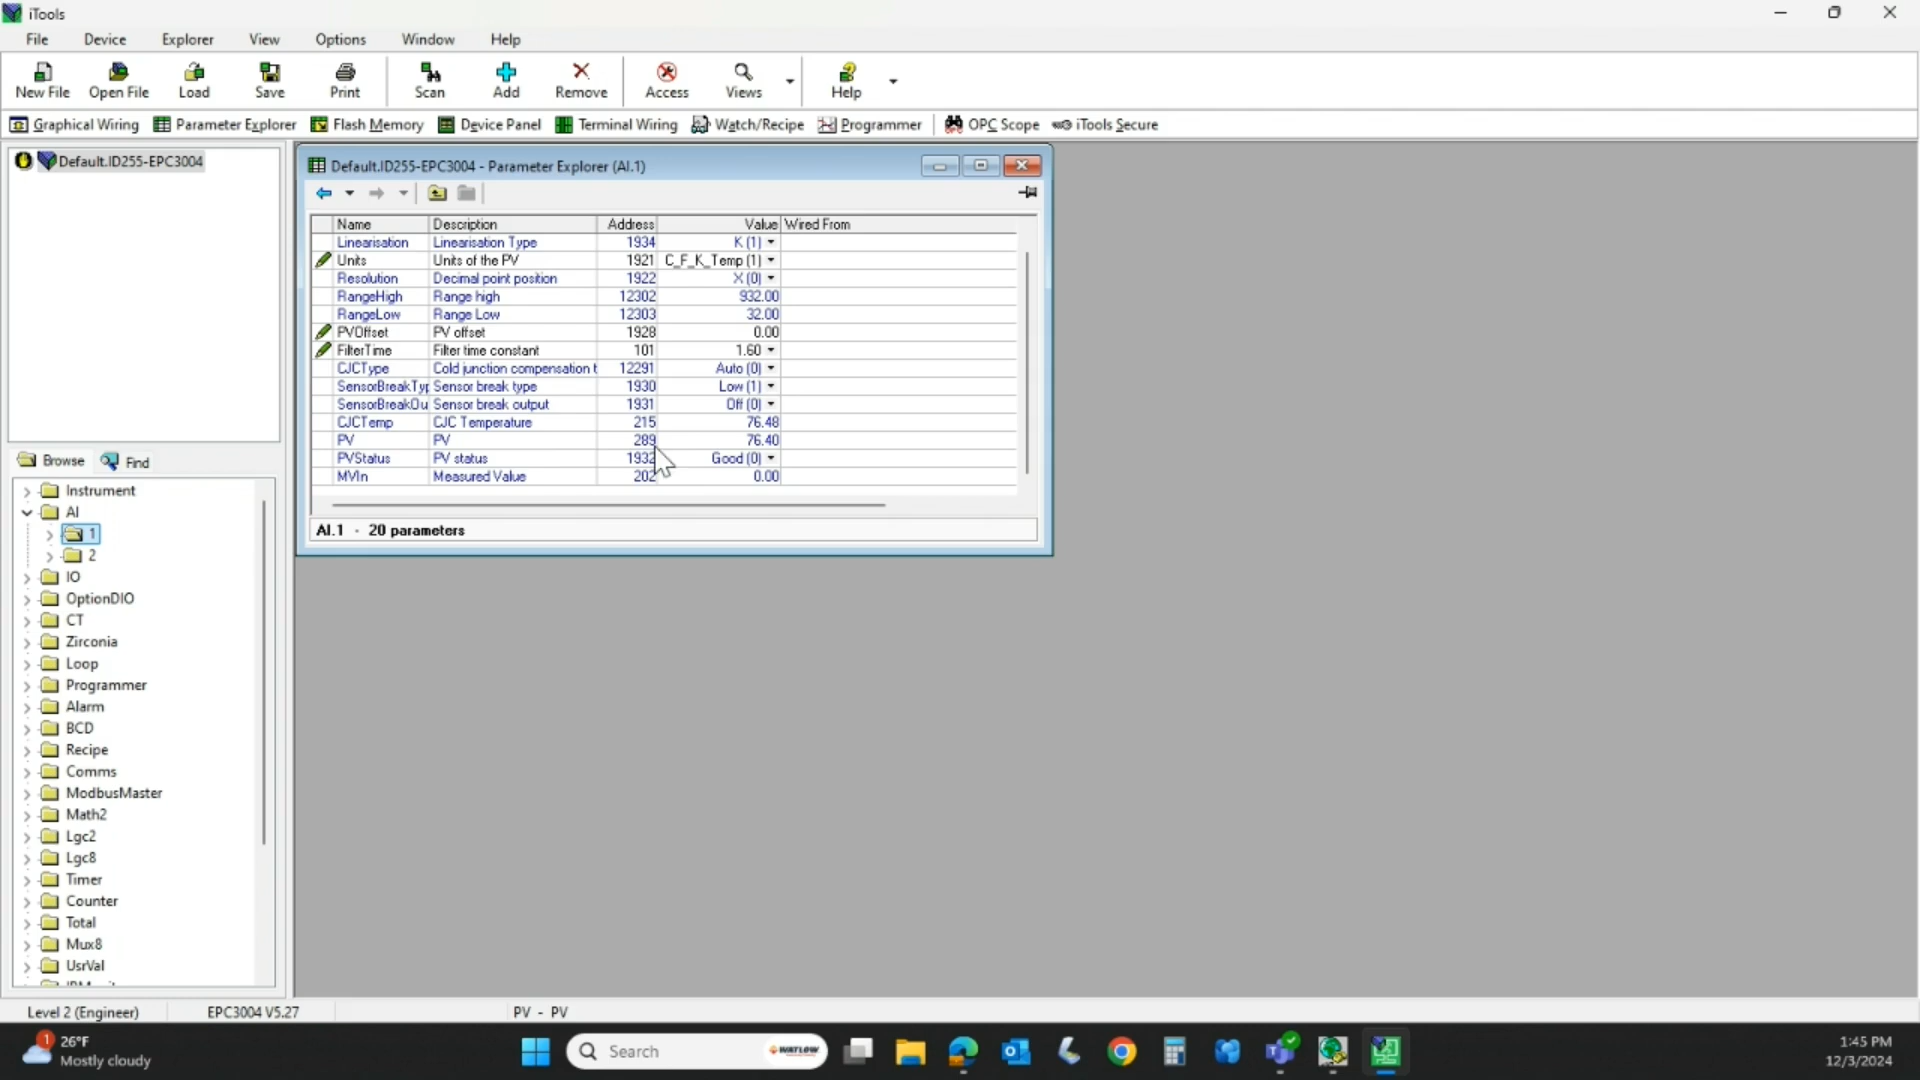 iTools
File Device Explorer View Options Window Help
New File Open File Load Save Print Scan Add Remove Access Views Help
Graphical Wiring Parameter Explorer Flash Memory Device Panel Terminal Wiring Watch/Recipe Programmer OPC Scope iTools Secure
Default.ID255-EPC3004
Default.ID255-EPC3004 - Parameter Explorer (AI.1)
Name Description Address Value Wired From
Linearisation Linearisation Type 1934 K (1)
Units Units of the PV 1921 C_F_K_Temp (1)
Resolution Decimal point position 1922 X (0)
RangeHigh Range high 12302 932.00
RangeLow Range Low 12303 32.00
PVOffset PV offset 1928 0.00
FilterTime Filter time constant 101 1.60
CJCType Cold junction compensation t 12291 Auto (0)
SensorBreakTyp Sensor break type 1930 Low (1)
SensorBreakOu Sensor break output 1931 Off (0)
CJCTemp CJC Temperature 215 76.48
PV PV 289 76.40
PVStatus PV status 1932 Good (0)
MVIn Measured Value 202 0.00
AI.1 - 20 parameters
Browse Find
Instrument
AI
1
2
IO
OptionDIO
CT
Zirconia
Loop
Programmer
Alarm
BCD
Recipe
Comms
ModbusMaster
Math2
Lgc2
Lgc8
Timer
Counter
Total
Mux8
UsrVal
Level 2 (Engineer) EPC3004 V5.27 PV - PV
1
26°F
Mostly cloudy
Search
WATLOW
1:45 PM
12/3/2024